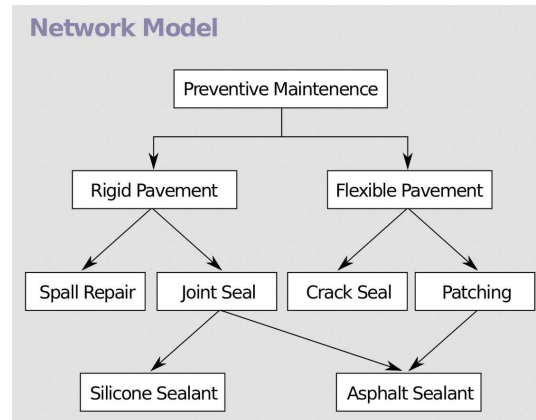 Network Model
Preventive Maintenence
Rigid Pavement
Flexible Pavement
Spall Repair
Joint Seal
Crack Seal
Patching
Silicone Sealant
Asphalt Sealant